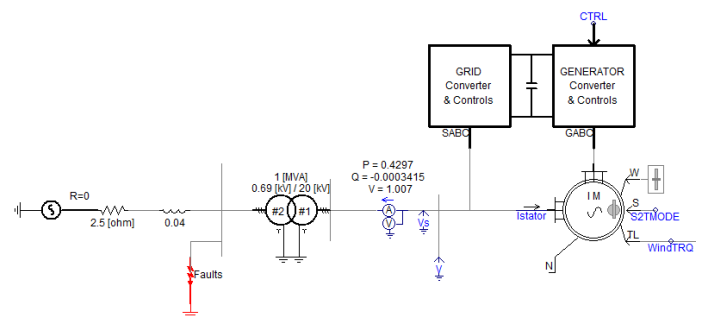 CTRL
GRID
Converter
& Controls
GENERATOR
Converter
& Controls
SABC
GABC
P = 0.4297
Q = -0.0003415
V = 1.007
1 [MVA]
0.69 [kV] / 20 [kV]
R=0
2.5 [ohm]
0.04
#2
#1
A
V
Vs
V
Istator
I M
W
S
S2TMODE
TL
WindTRQ
N
Faults